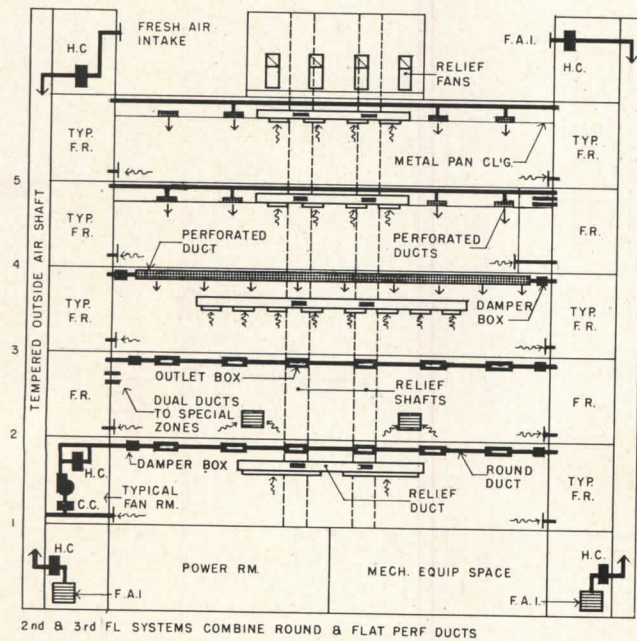 FRESH AIR
INTAKE
H.C
F.A.I.
H.C.
RELIEF
FANS
TYP.
F.R.
TYP.
F.R.
METAL PAN CL'G.
5
TYP.
F.R.
PERFORATED
DUCT
PERFORATED
DUCTS
F.R.
4
TYP.
F.R.
DAMPER
BOX
TYP.
F.R.
3
OUTLET BOX
RELIEF
SHAFTS
F.R.
DUAL DUCTS
TO SPECIAL
ZONES
F R.
2
DAMPER BOX
ROUND
DUCT
H.C.
C.C.
TYPICAL
FAN RM.
RELIEF
DUCT
TYP.
F.R.
1
TEMPERED OUTSIDE AIR SHAFT
H.C
F.A.I
POWER RM.
MECH. EQUIP SPACE
H.C.
F.A.I.
2nd & 3rd FL SYSTEMS COMBINE ROUND & FLAT PERF DUCTS